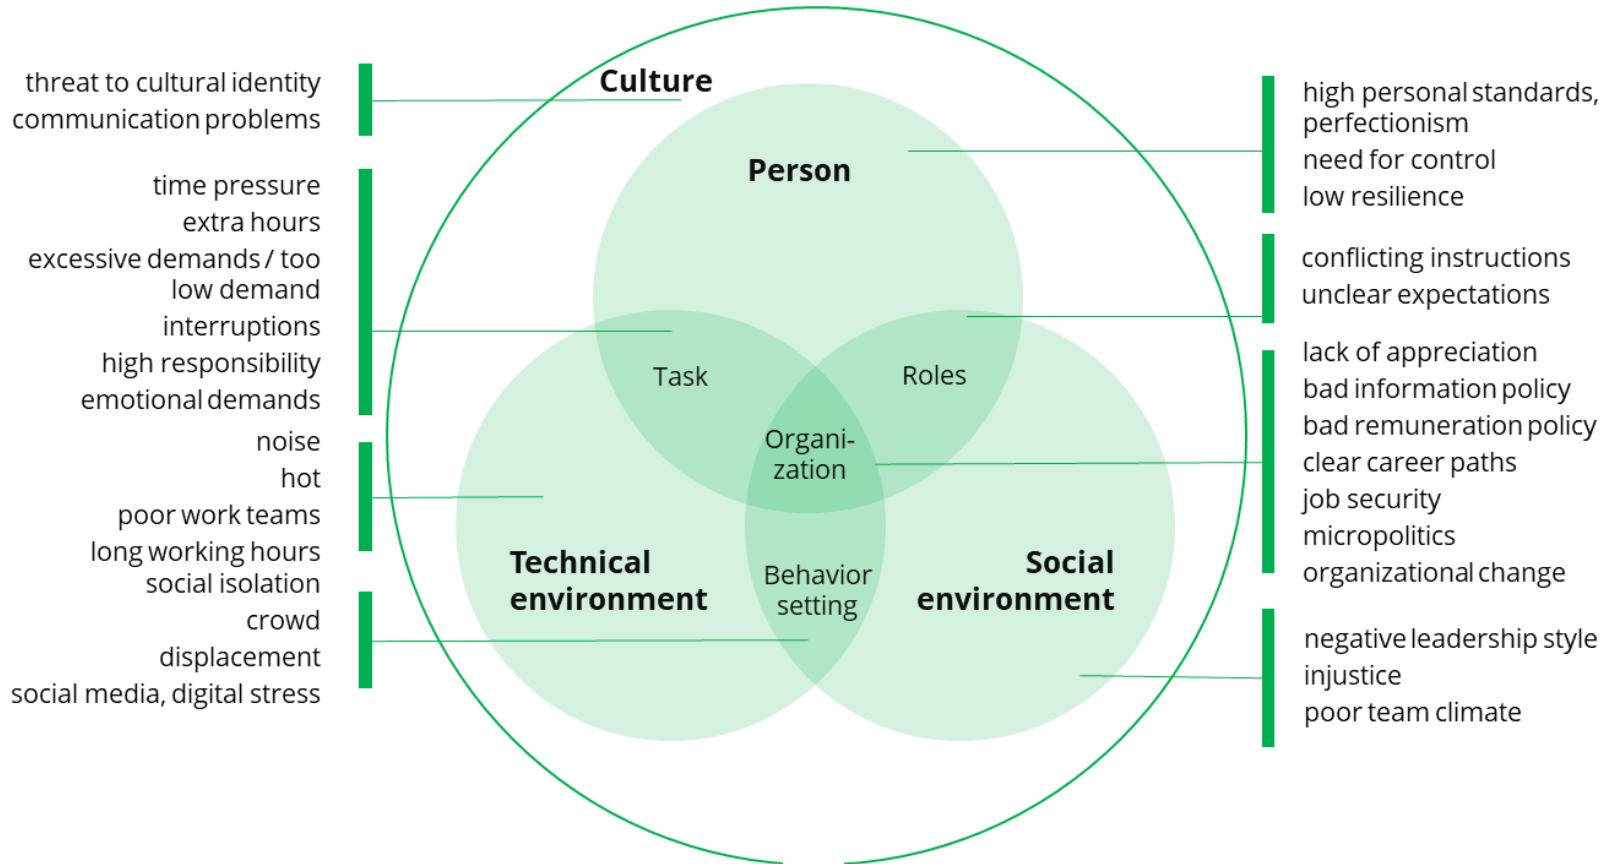 threat to cultural identity
communication problems
time pressure
extra hours
excessive demands / too
low demand
interruptions
high responsibility
emotional demands
noise
hot
poor work teams
long working hours
social isolation
crowd
displacement
social media, digital stress
Culture
Person
Task
Roles
Organi-
zation
Technical
environment
Behavior
setting
Social
environment
high personal standards,
perfectionism
need for control
low resilience
conflicting instructions
unclear expectations
lack of appreciation
bad information policy
bad remuneration policy
clear career paths
job security
micropolitics
organizational change
negative leadership style
injustice
poor team climate